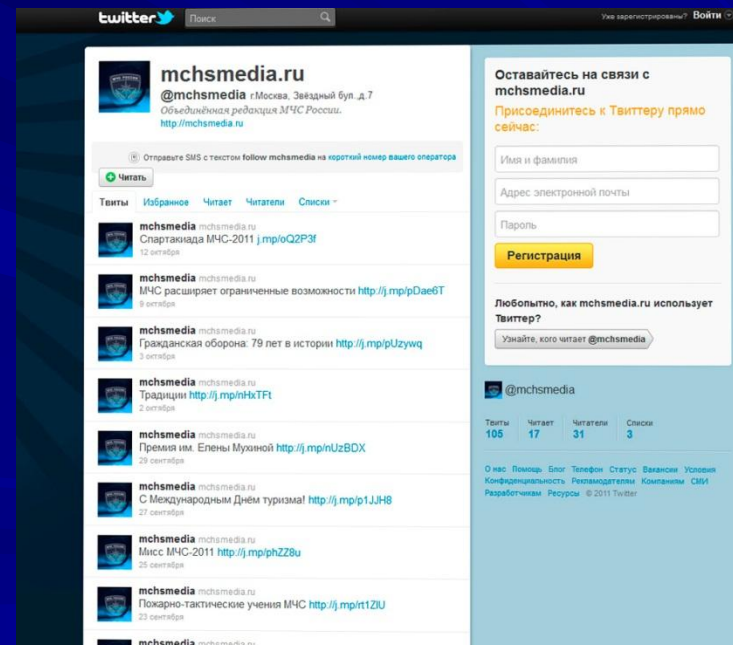 twitter
Поиск
Уже зарегистрированы? Войти
mchsmedia.ru
@mchsmedia г.Москва, Звёздный бул.,д.7
Объединённая редакция МЧС России.
http://mchsmedia.ru
Отправьте SMS с текстом follow mchsmedia на короткий номер вашего оператора
Читать
Твиты Избранное Читает Читатели Списки
mchsmedia mchsmedia.ru
Спартакиада МЧС-2011 j.mp/oQ2P3f
12 октября
mchsmedia mchsmedia.ru
МЧС расширяет ограниченные возможности http://j.mp/pDae6T
9 октября
mchsmedia mchsmedia.ru
Гражданская оборона: 79 лет в истории http://j.mp/pUzywq
3 октября
mchsmedia mchsmedia.ru
Традиции http://j.mp/nHxTFt
2 октября
mchsmedia mchsmedia.ru
Премия им. Елены Мухиной http://j.mp/nUzBDX
29 сентября
mchsmedia mchsmedia.ru
С Международным Днём туризма! http://j.mp/p1JJH8
27 сентября
mchsmedia mchsmedia.ru
Мисс МЧС-2011 http://j.mp/phZZ8u
25 сентября
mchsmedia mchsmedia.ru
Пожарно-тактические учения МЧС http://j.mp/rt1ZlU
23 сентября
mchsmedia mchsmedia.ru
Оставайтесь на связи с
mchsmedia.ru
Присоединитесь к Твиттеру прямо
сейчас:
Имя и фамилия
Адрес электронной почты
Пароль
Регистрация
Любопытно, как mchsmedia.ru использует
Твиттер?
Узнайте, кого читает @mchsmedia
@mchsmedia
Твиты Читает Читатели Списки
105 17 31 3
О нас Помощь Блог Телефон Статус Вакансии Условия
Конфиденциальность Рекламодателям Компаниям СМИ
Разработчикам Ресурсы © 2011 Twitter